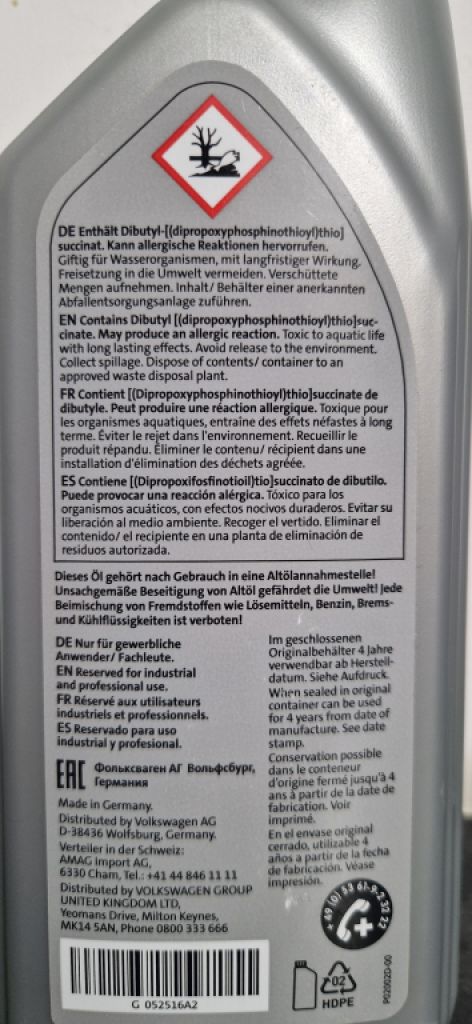 DE Enthält Dibutyl-[(dipropoxyphosphinothioyl)thio]
succinat. Kann allergische Reaktionen hervorrufen.
Giftig für Wasserorganismen, mit langfristiger Wirkung.
Freisetzung in die Umwelt vermeiden. Verschüttete
Mengen aufnehmen. Inhalt/ Behälter einer anerkannten
Abfallentsorgungsanlage zuführen.
EN Contains Dibutyl [(dipropoxyphosphinothioyl)thio]suc-
cinate. May produce an allergic reaction. Toxic to aquatic life
with long lasting effects. Avoid release to the environment.
Collect spillage. Dispose of contents/ container to an
approved waste disposal plant.
FR Contient [(Dipropoxyphosphinothioyl)thio]succinate de
dibutyle. Peut produire une réaction allergique. Toxique pour
les organismes aquatiques, entraîne des effets néfastes à long
terme. Éviter le rejet dans l'environnement. Recueillir le
produit répandu. Éliminer le contenu/ récipient dans une
installation d'élimination des déchets agréée.
ES Contiene [(Dipropoxifosfinotioil)tio]succinato de dibutilo.
Puede provocar una reacción alérgica. Tóxico para los
organismos acuáticos, con efectos nocivos duraderos. Evitar su
liberación al medio ambiente. Recoger el vertido. Eliminar el
contenido/ el recipiente en una planta de eliminación de
residuos autorizada.
Dieses Öl gehört nach Gebrauch in eine Altölannahmestelle!
Unsachgemäße Beseitigung von Altöl gefährdet die Umwelt! Jede
Beimischung von Fremdstoffen wie Lösemitteln, Benzin, Brems-
und Kühlflüssigkeiten ist verboten!
DE Nur für gewerbliche
Anwender/ Fachleute.
EN Reserved for industrial
and professional use.
FR Réservé aux utilisateurs
industriels et professionnels.
ES Reservado para uso
industrial y profesional.
EAC Фольксваген АГ Вольфсбург,
Германия
Made in Germany.
Distributed by Volkswagen AG
D-38436 Wolfsburg, Germany.
Verteiler in der Schweiz:
AMAG Import AG,
6330 Cham, Tel.: +41 44 846 11 11
Distributed by VOLKSWAGEN GROUP
UNITED KINGDOM LTD,
Yeomans Drive, Milton Keynes,
MK14 5AN, Phone 0800 333 666
G 052516A2
Im geschlossenen
Originalbehälter 4 Jahre
verwendbar ab Herstell-
datum. Siehe Aufdruck.
When sealed in original
container can be used
for 4 years from date of
manufacture. See date
stamp.
Conservation possible
dans le conteneur
d'origine fermé jusqu'à 4
ans à partir de la date de
fabrication. Voir
imprimé.
En el envase original
cerrado, utilizable 4
años a partir de la fecha
de fabricación. Véase
impresión.
+49 (0) 53 61-9-2 32 22
02
HDPE
P02002D-00